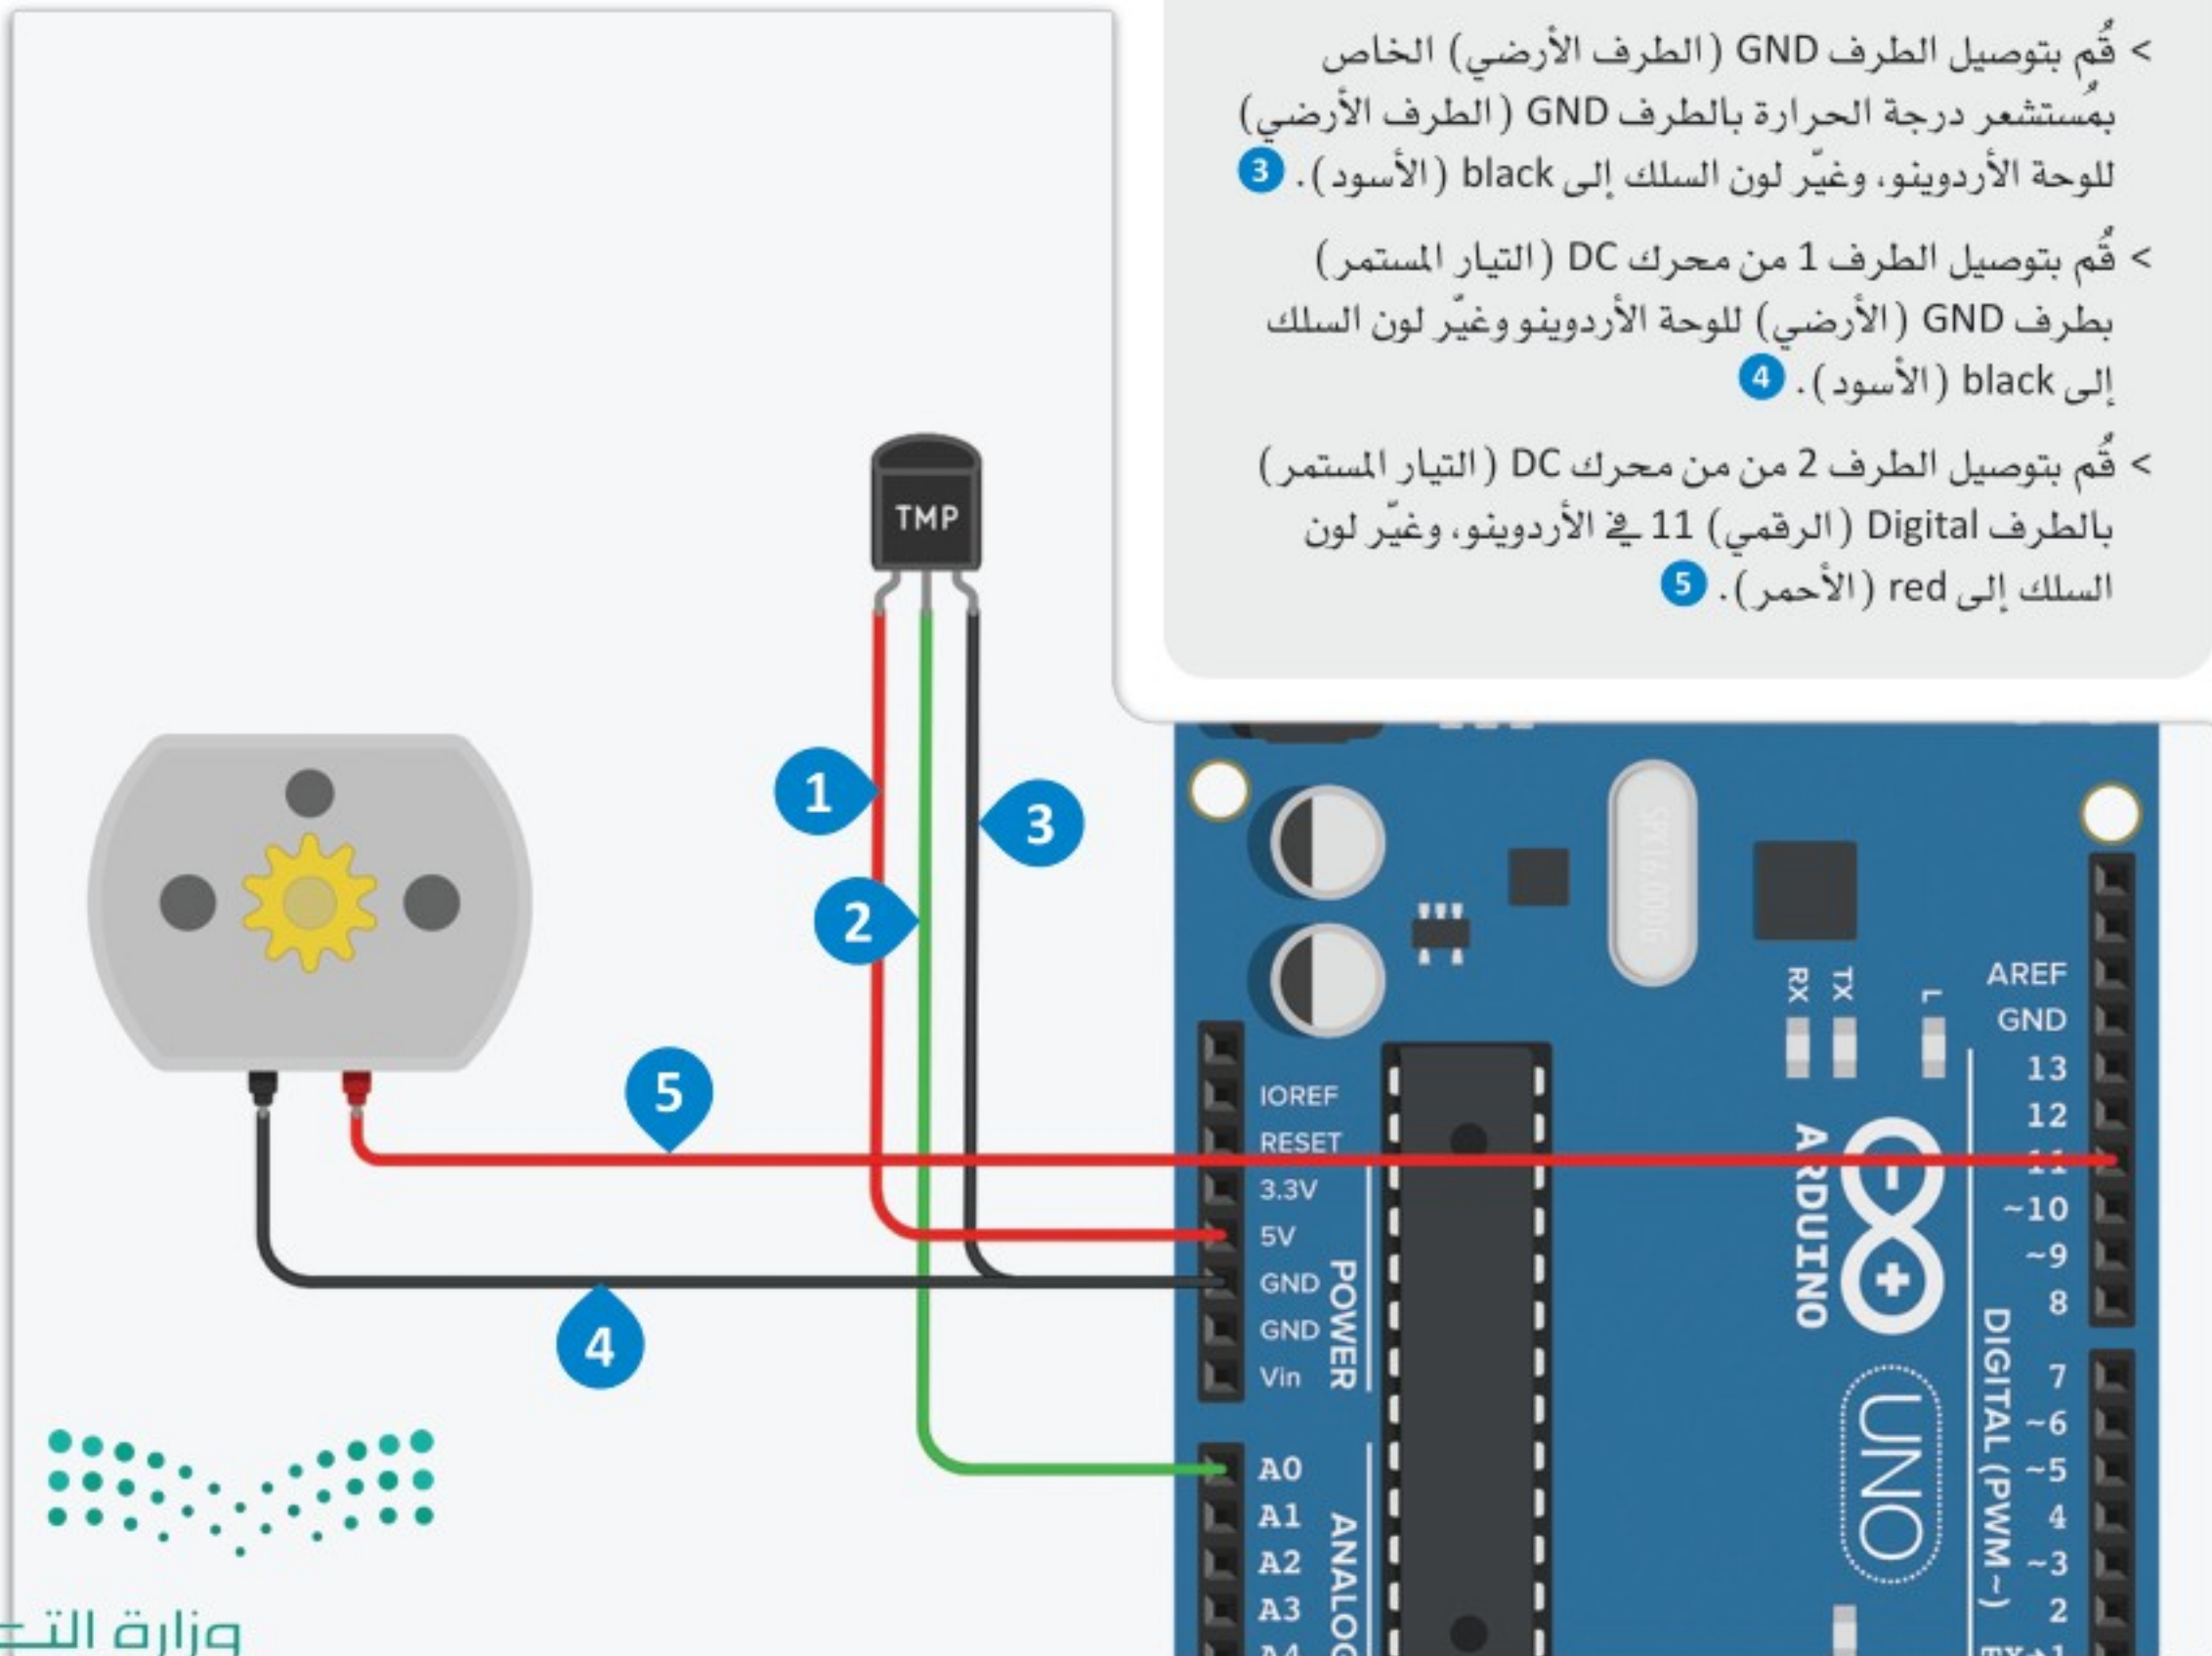 > قُم بتوصيل الطرف GND (الطرف الأرضي) الخاص
بمُستشعر درجة الحرارة بالطرف GND (الطرف الأرضي)
للوحة الأردوينو، وغيّر لون السلك إلى black (الأسود). 3
> قُم بتوصيل الطرف 1 من محرك DC (التيار المستمر)
بطرف GND (الأرضي) للوحة الأردوينو وغيّر لون السلك
إلى black (الأسود). 4
> قُم بتوصيل الطرف 2 من من محرك DC (التيار المستمر)
بالطرف Digital (الرقمي) 11 في الأردوينو، وغيّر لون
السلك إلى red (الأحمر). 5
TMP
1
3
2
5
4
SPK16.000G
RX
TX
L
AREF
GND
13
12
11
~10
~9
8
7
~6
~5
4
~3
2
DIGITAL (PWM~)
ARDUINO
UNO
IOREF
RESET
3.3V
5V
GND
GND
Vin
POWER
A0
A1
A2
A3
A4
ANALOG
وزارة التـ